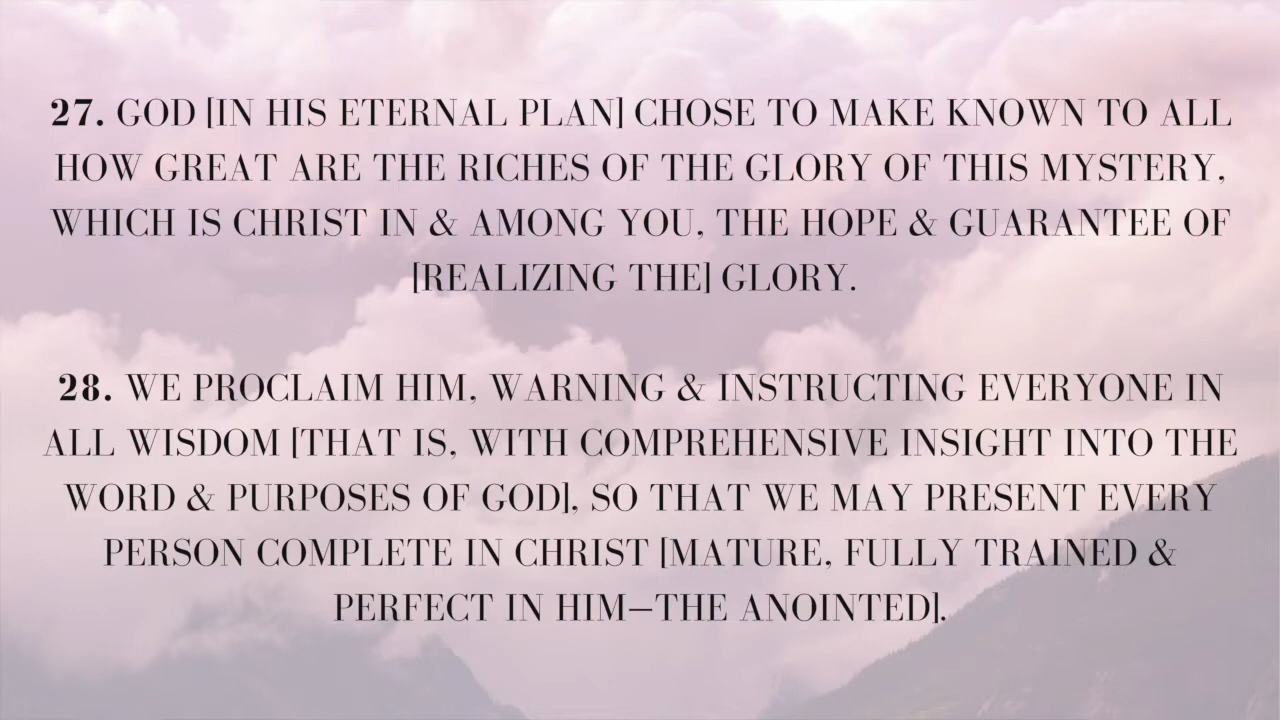 27. GOD [IN HIS ETERNAL PLAN] CHOSE TO MAKE KNOWN TO ALL
HOW GREAT ARE THE RICHES OF THE GLORY OF THIS MYSTERY,
WHICH IS CHRIST IN & AMONG YOU, THE HOPE & GUARANTEE OF
[REALIZING THE] GLORY.
28. WE PROCLAIM HIM, WARNING & INSTRUCTING EVERYONE IN
ALL WISDOM [THAT IS, WITH COMPREHENSIVE INSIGHT INTO THE
WORD & PURPOSES OF GOD], SO THAT WE MAY PRESENT EVERY
PERSON COMPLETE IN CHRIST [MATURE, FULLY TRAINED &
PERFECT IN HIM—THE ANOINTED].